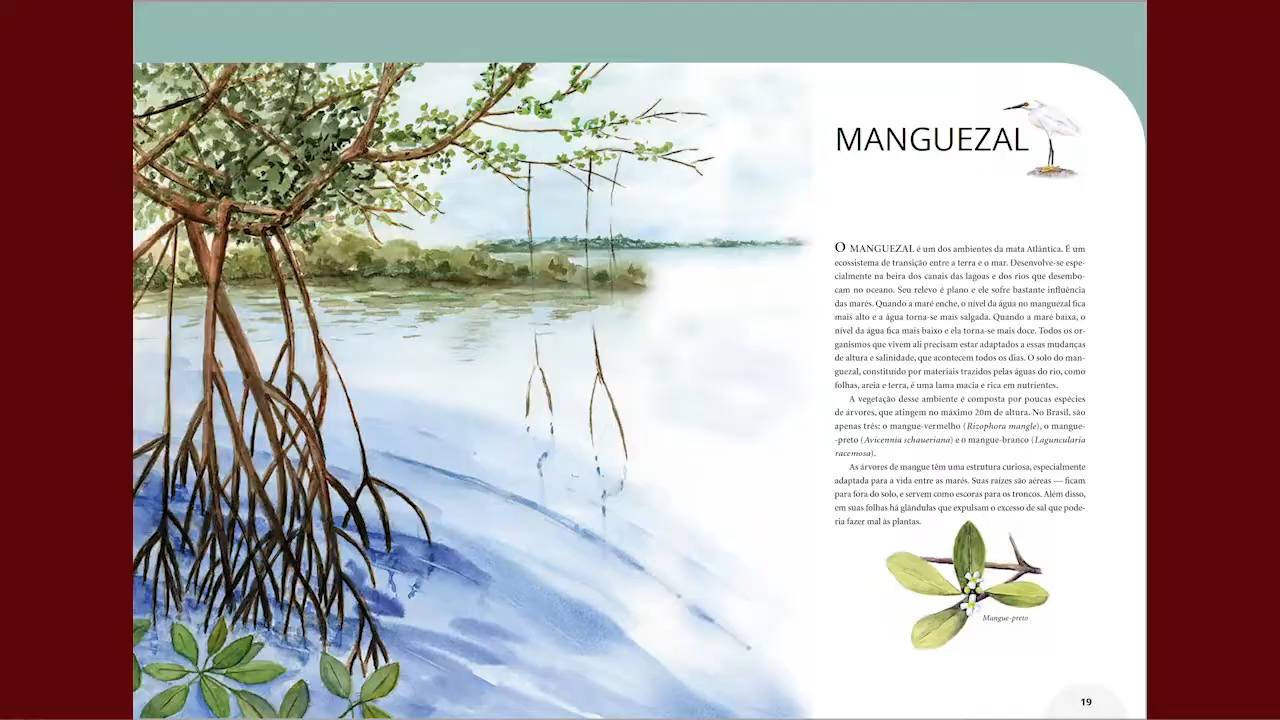 MANGUEZAL
O MANGUEZAL é um dos ambientes da mata Atlântica. É um
ecossistema de transição entre a terra e o mar. Desenvolve-se espe-
cialmente na beira dos canais das lagoas e dos rios que desembo-
cam no oceano. Seu relevo é plano e ele sofre bastante influência
das marés. Quando a maré enche, o nível da água no manguezal fica
mais alto e a água torna-se mais salgada. Quando a maré baixa, o
nível da água fica mais baixo e ela torna-se mais doce. Todos os or-
ganismos que vivem ali precisam estar adaptados a essas mudanças
de altura e salinidade, que acontecem todos os dias. O solo do man-
guezal, constituído por materiais trazidos pelas águas do rio, como
folhas, areia e terra, é uma lama macia e rica em nutrientes.
A vegetação desse ambiente é composta por poucas espécies
de árvores, que atingem no máximo 20m de altura. No Brasil, são
apenas três: o mangue-vermelho (Rizophora mangle), o mangue-
-preto (Avicennia schaueriana) e o mangue-branco (Laguncularia
racemosa).
As árvores de mangue têm uma estrutura curiosa, especialmente
adaptada para a vida entre as marés. Suas raízes são aéreas — ficam
para fora do solo, e servem como escoras para os troncos. Além disso,
em suas folhas há glândulas que expulsam o excesso de sal que pode-
ria fazer mal às plantas.
Mangue-preto
19